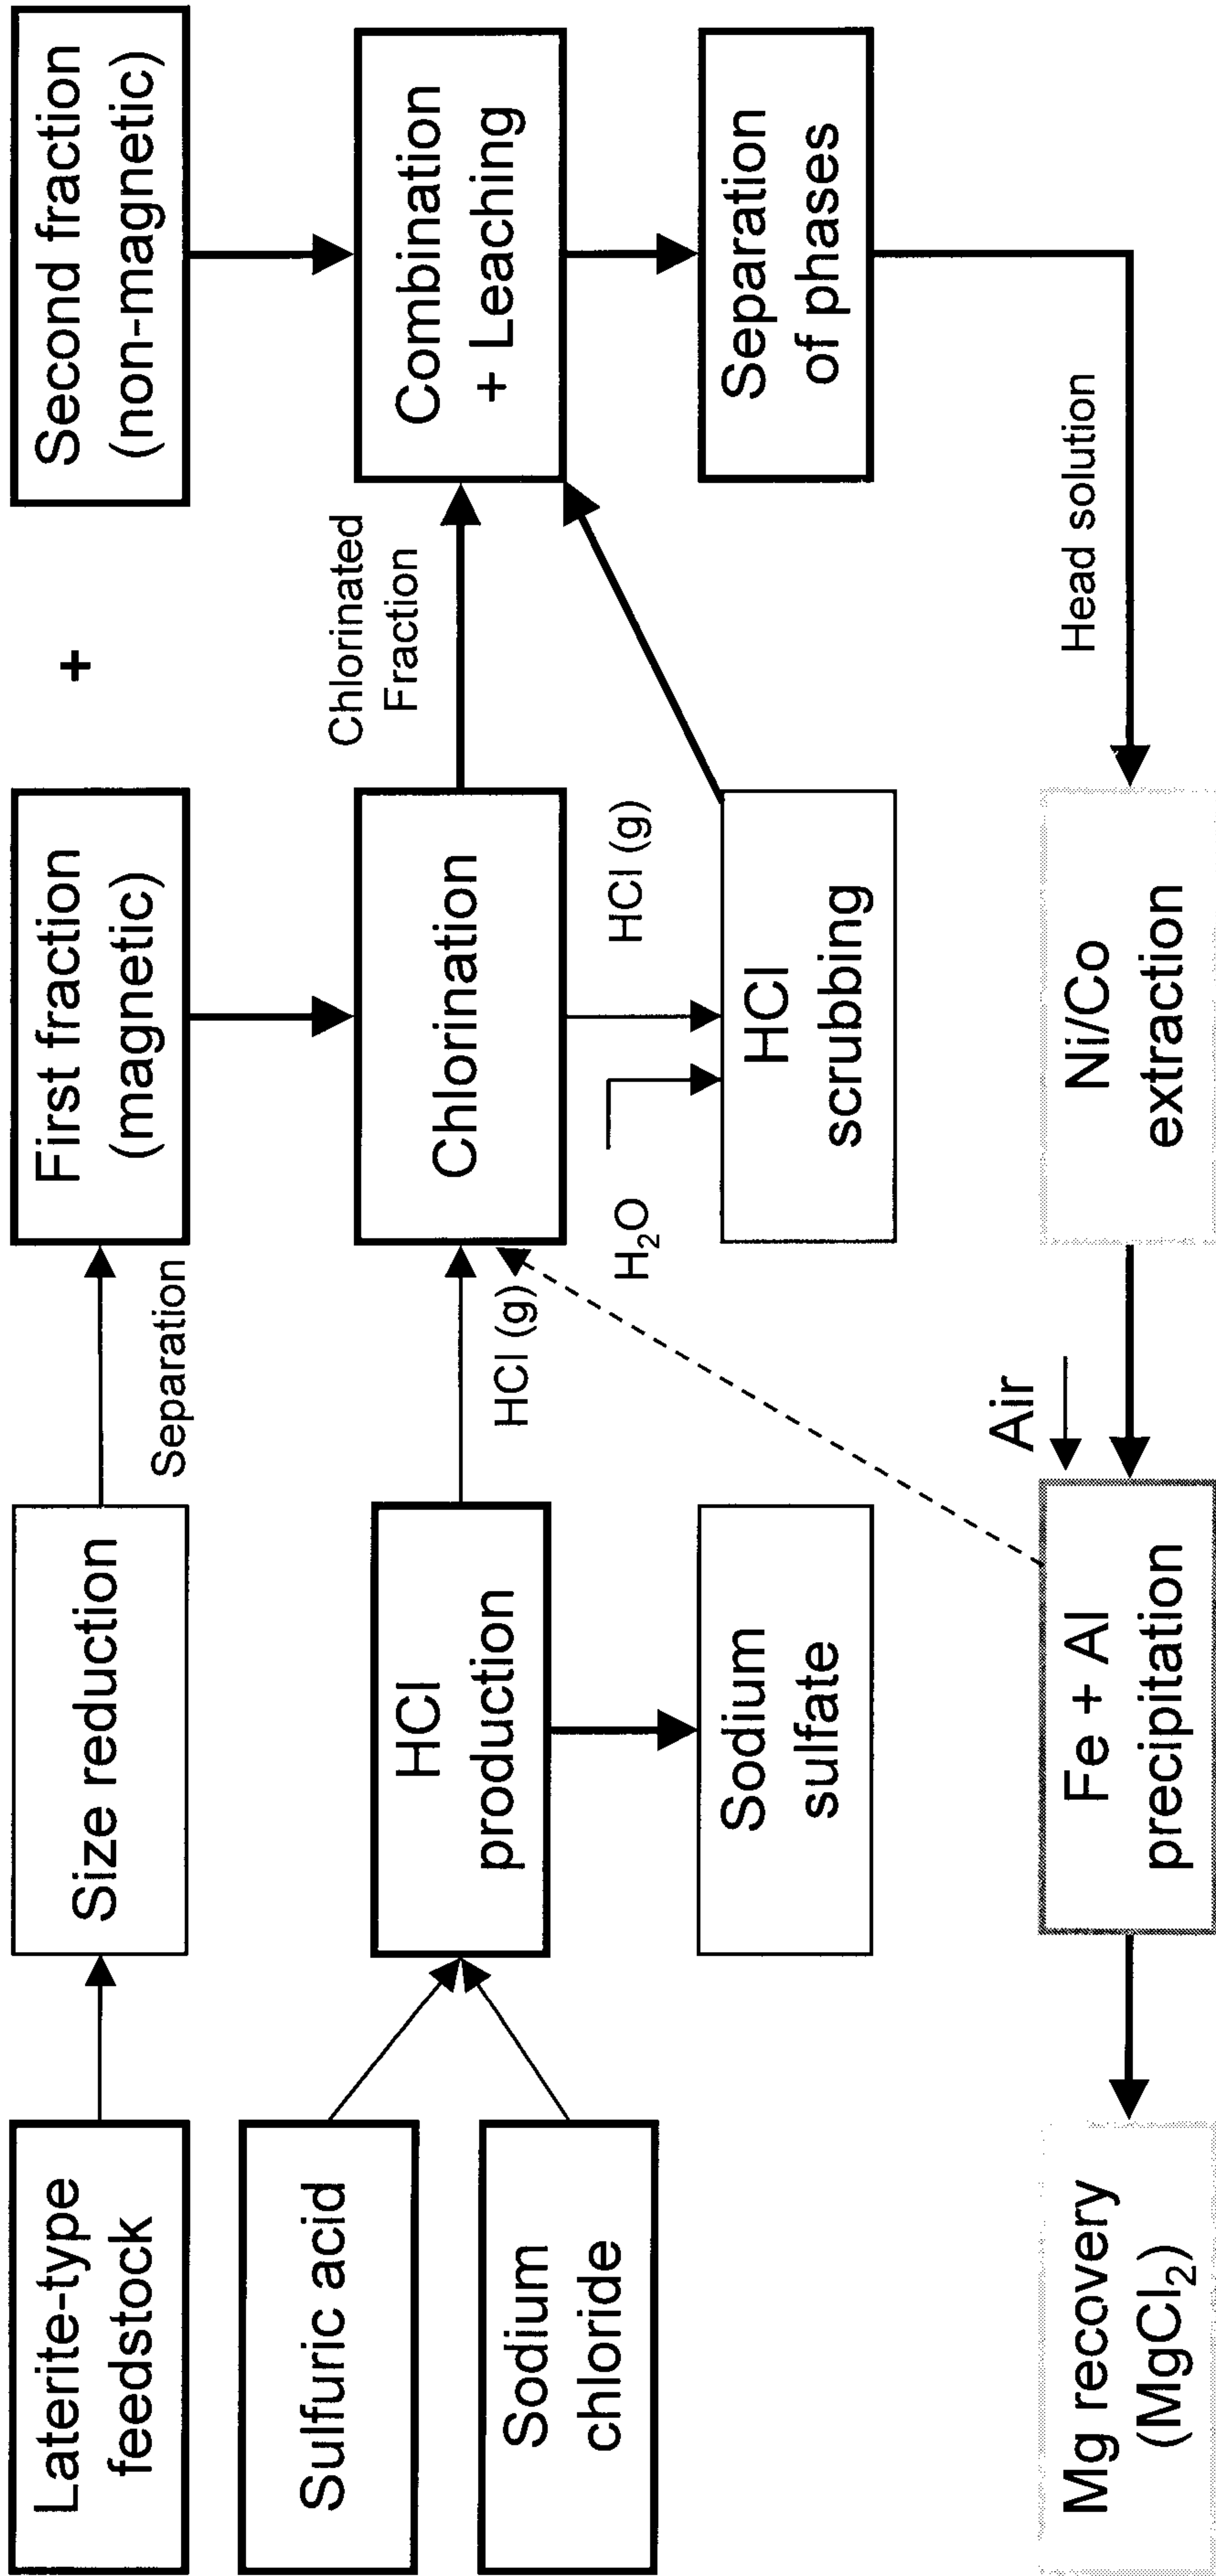 Laterite-type
feedstock
Size reduction
Separation
First fraction
(magnetic)
+
Second fraction
(non-magnetic)
Sulfuric acid
Sodium
chloride
HCl
production
HCl (g)
Chlorination
Chlorinated
Fraction
Combination
+ Leaching
Sodium
sulfate
H₂O
HCl (g)
HCl
scrubbing
Separation
of phases
Head solution
Mg recovery
(MgCl₂)
Fe + Al
precipitation
Air
Ni/Co
extraction